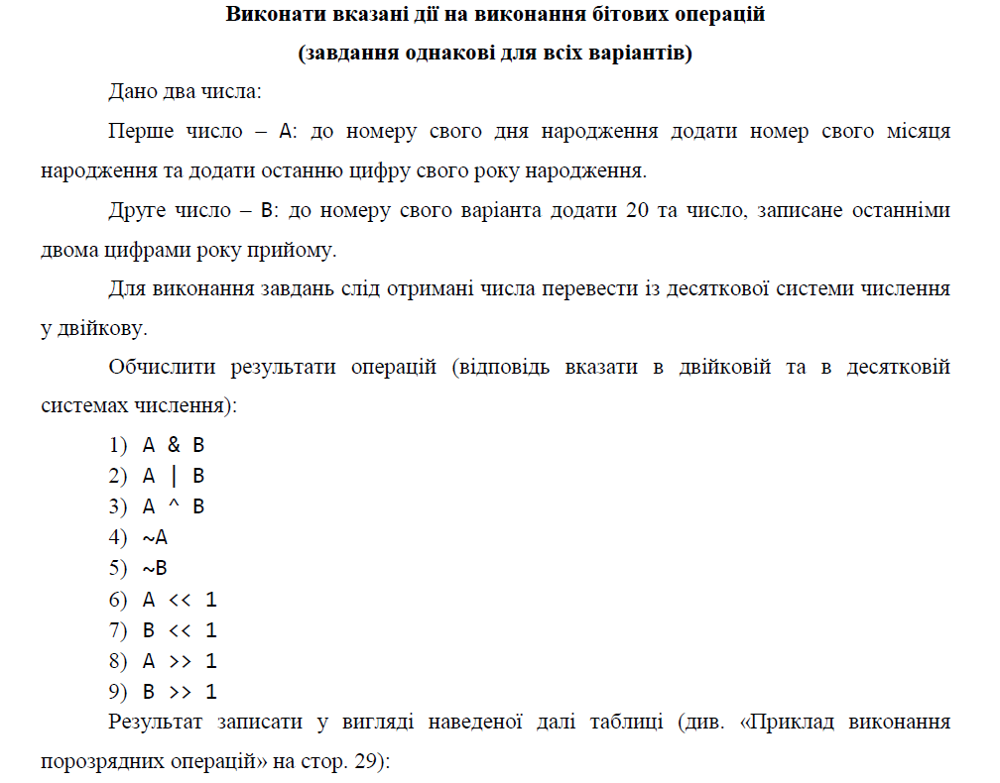 Виконати вказані дії на виконання бітових операцій
(завдання однакові для всіх варіантів)
Дано два числа:
Перше число – A: до номеру свого дня народження додати номер свого місяця
народження та додати останню цифру свого року народження.
Друге число – B: до номеру свого варіанта додати 20 та число, записане останніми
двома цифрами року прийому.
Для виконання завдань слід отримані числа перевести із десяткової системи числення
у двійкову.
Обчислити результати операцій (відповідь вказати в двійковій та в десятковій
системах числення):
1) A & B
2) A | B
3) A ^ B
4) ~A
5) ~B
6) A << 1
7) B << 1
8) A >> 1
9) B >> 1
Результат записати у вигляді наведеної далі таблиці (див. «Приклад виконання
порозрядних операцій» на стор. 29):